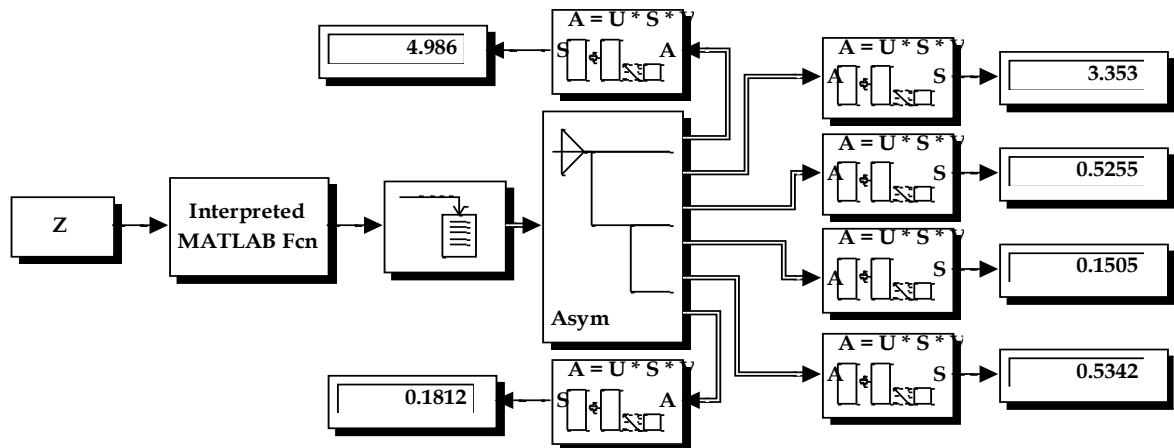 A = U * S * V
4.986
S
A
A = U * S * V
A
S
3.353
A = U * S * V
A
S
0.5255
Z
Interpreted
MATLAB Fcn
A = U * S * V
A
S
0.1505
Asym
A = U * S * V
A
S
0.5342
A = U * S * V
0.1812
S
A